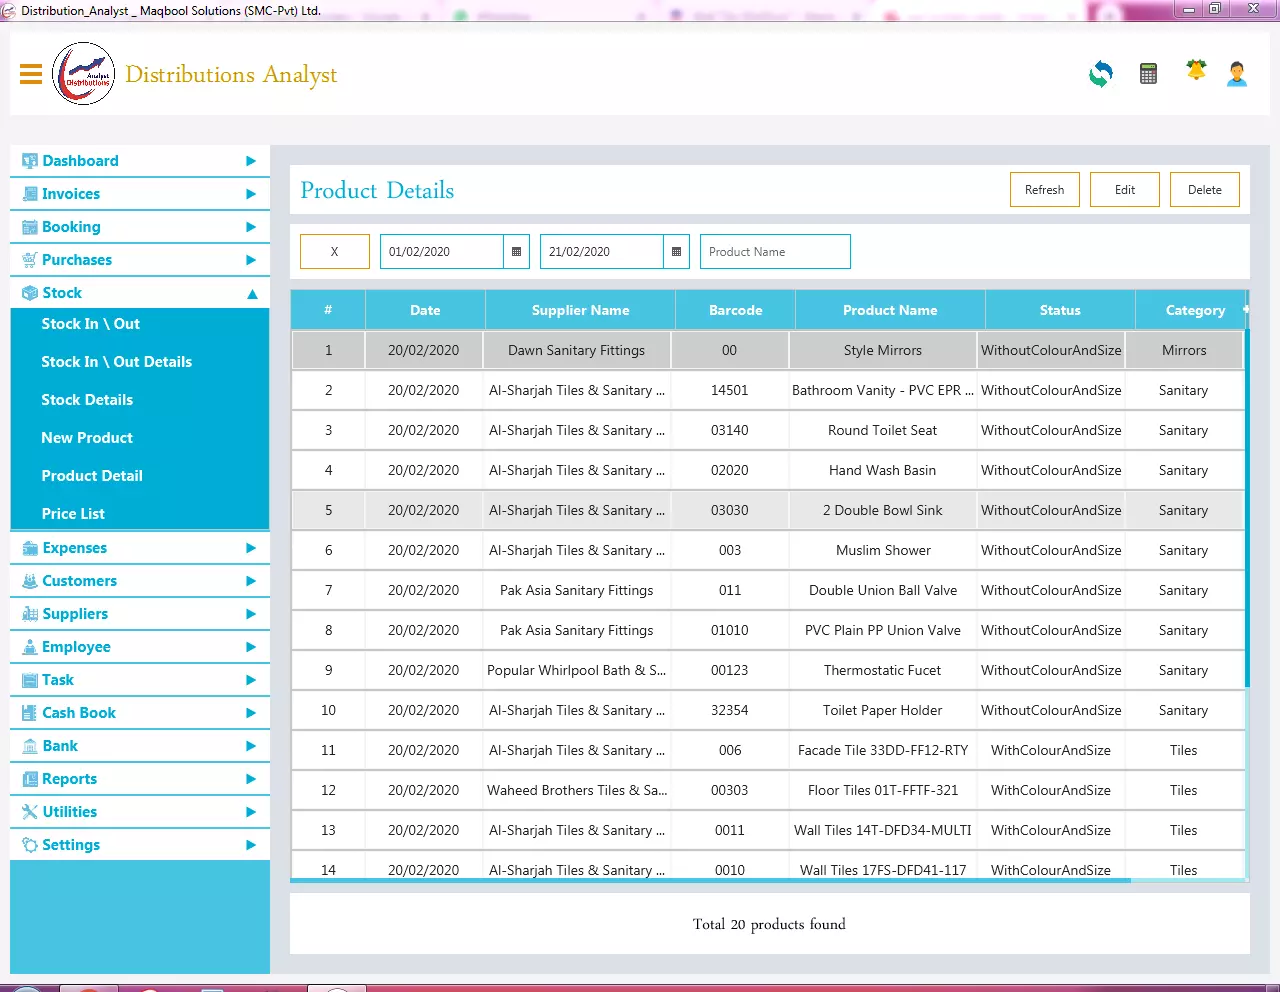 Distribution_Analyst _ Maqbool Solutions (SMC-Pvt) Ltd.
Analyst
Distributions
Distributions Analyst
Dashboard
Invoices
Booking
Purchases
Stock
Stock In \ Out
Stock In \ Out Details
Stock Details
New Product
Product Detail
Price List
Expenses
Customers
Suppliers
Employee
Task
Cash Book
Bank
Reports
Utilities
Settings
Product Details
Refresh Edit Delete
X 01/02/2020 21/02/2020 Product Name
# Date Supplier Name Barcode Product Name Status Category
1 20/02/2020 Dawn Sanitary Fittings 00 Style Mirrors WithoutColourAndSize Mirrors
2 20/02/2020 Al-Sharjah Tiles & Sanitary ... 14501 Bathroom Vanity - PVC EPR ... WithoutColourAndSize Sanitary
3 20/02/2020 Al-Sharjah Tiles & Sanitary ... 03140 Round Toilet Seat WithoutColourAndSize Sanitary
4 20/02/2020 Al-Sharjah Tiles & Sanitary ... 02020 Hand Wash Basin WithoutColourAndSize Sanitary
5 20/02/2020 Al-Sharjah Tiles & Sanitary ... 03030 2 Double Bowl Sink WithoutColourAndSize Sanitary
6 20/02/2020 Al-Sharjah Tiles & Sanitary ... 003 Muslim Shower WithoutColourAndSize Sanitary
7 20/02/2020 Pak Asia Sanitary Fittings 011 Double Union Ball Valve WithoutColourAndSize Sanitary
8 20/02/2020 Pak Asia Sanitary Fittings 01010 PVC Plain PP Union Valve WithoutColourAndSize Sanitary
9 20/02/2020 Popular Whirlpool Bath & S... 00123 Thermostatic Fucet WithoutColourAndSize Sanitary
10 20/02/2020 Al-Sharjah Tiles & Sanitary ... 32354 Toilet Paper Holder WithoutColourAndSize Sanitary
11 20/02/2020 Al-Sharjah Tiles & Sanitary ... 006 Facade Tile 33DD-FF12-RTY WithColourAndSize Tiles
12 20/02/2020 Waheed Brothers Tiles & Sa... 00303 Floor Tiles 01T-FFTF-321 WithColourAndSize Tiles
13 20/02/2020 Al-Sharjah Tiles & Sanitary ... 0011 Wall Tiles 14T-DFD34-MULTI WithColourAndSize Tiles
14 20/02/2020 Al-Sharjah Tiles & Sanitary ... 0010 Wall Tiles 17FS-DFD41-117 WithColourAndSize Tiles
Total 20 products found